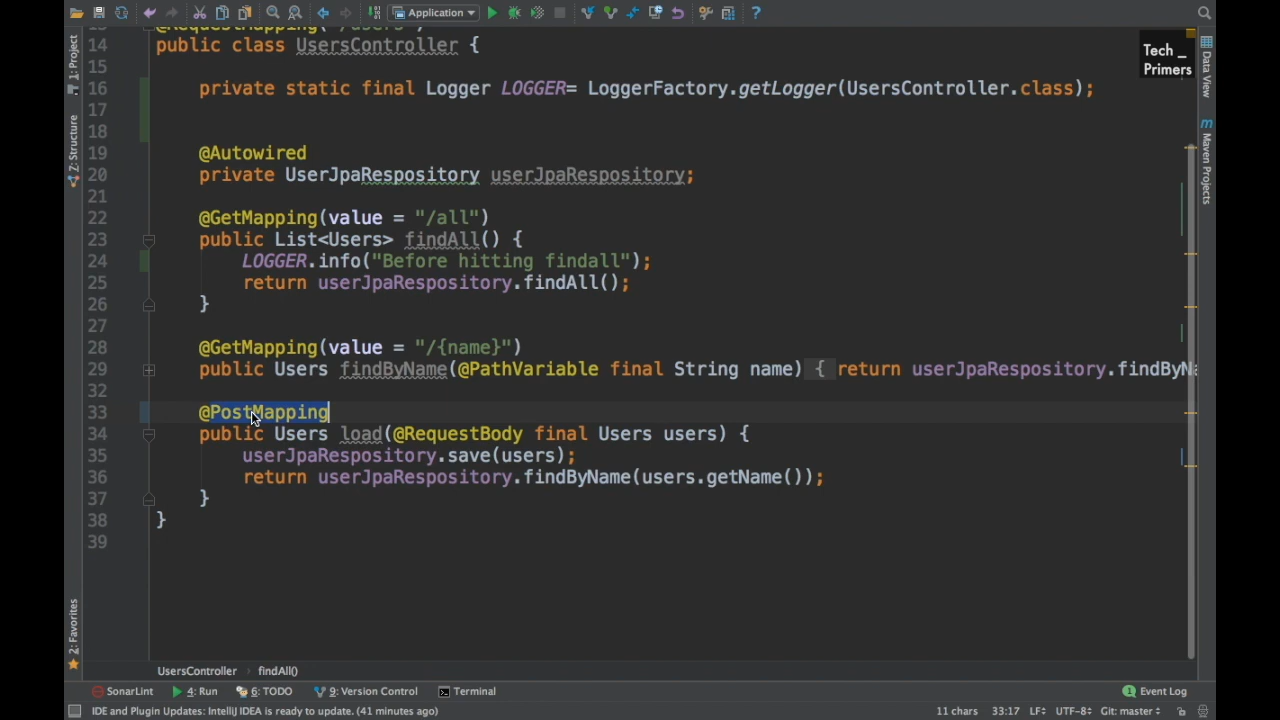 Application
13 @RequestMapping("/users")
14 public class UsersController {
15
16 private static final Logger LOGGER= LoggerFactory.getLogger(UsersController.class);
17
18
19 @Autowired
20 private UserJpaRespository userJpaRespository;
21
22 @GetMapping(value = "/all")
23 public List<Users> findAll() {
24 LOGGER.info("Before hitting findall");
25 return userJpaRespository.findAll();
26 }
27
28 @GetMapping(value = "/{name}")
29 public Users findByName(@PathVariable final String name) { return userJpaRespository.findByNa
32
33 @PostMapping
34 public Users load(@RequestBody final Users users) {
35 userJpaRespository.save(users);
36 return userJpaRespository.findByName(users.getName());
37 }
38 }
39
Tech _
Primers
1: Project
Z: Structure
2: Favorites
Data View
m Maven Projects
UsersController › findAll()
SonarLint 4: Run 6: TODO 9: Version Control Terminal 1 Event Log
IDE and Plugin Updates: IntelliJ IDEA is ready to update. (41 minutes ago) 11 chars 33:17 LF UTF-8 Git: master